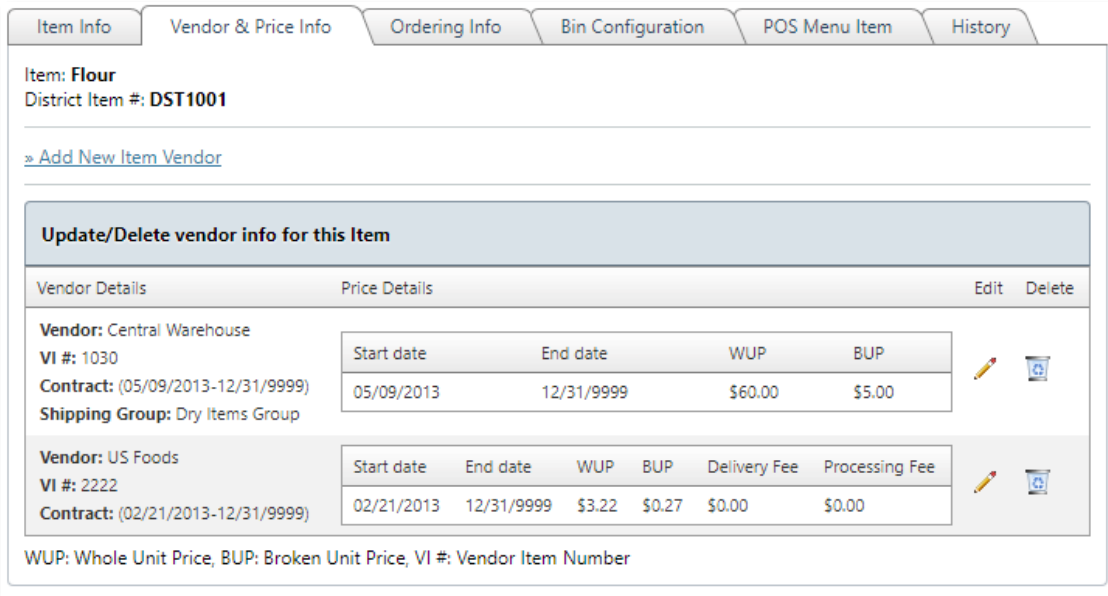 Item Info Vendor & Price Info Ordering Info Bin Configuration POS Menu Item History
Item: Flour
District Item #: DST1001
» Add New Item Vendor
Update/Delete vendor info for this Item
Vendor Details Price Details Edit Delete
Vendor: Central Warehouse
VI #: 1030
Contract: (05/09/2013-12/31/9999)
Shipping Group: Dry Items Group
Start date End date WUP BUP
05/09/2013 12/31/9999 $60.00 $5.00
Vendor: US Foods
VI #: 2222
Contract: (02/21/2013-12/31/9999)
Start date End date WUP BUP Delivery Fee Processing Fee
02/21/2013 12/31/9999 $3.22 $0.27 $0.00 $0.00
WUP: Whole Unit Price, BUP: Broken Unit Price, VI #: Vendor Item Number